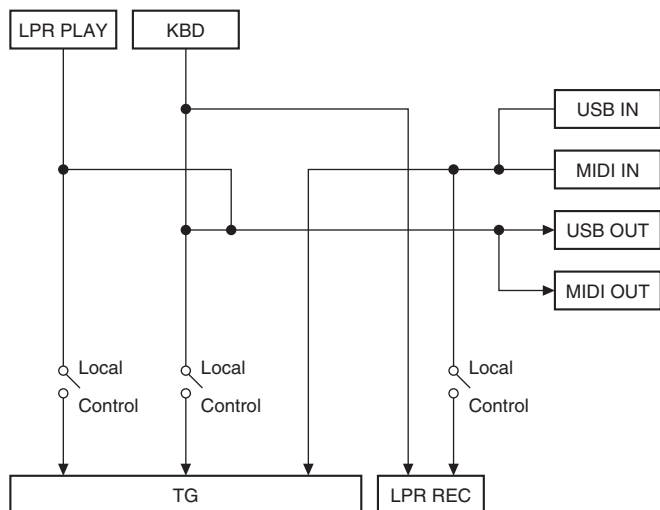 LPR PLAY
KBD
USB IN
MIDI IN
USB OUT
MIDI OUT
Local
Control
Local
Control
Local
Control
TG
LPR REC